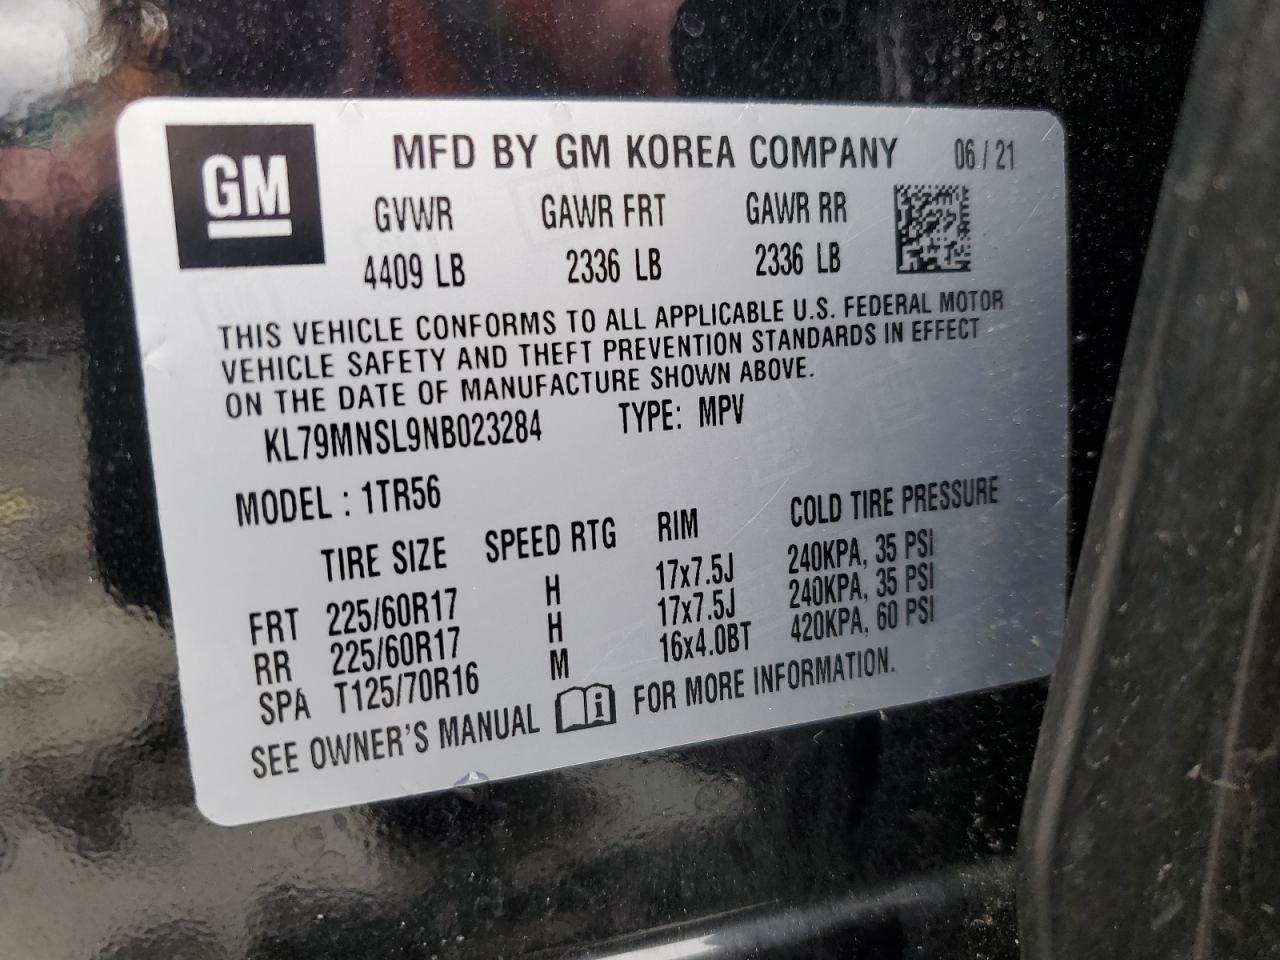 GM
MFD BY GM KOREA COMPANY 06/21
GVWR GAWR FRT GAWR RR
4409 LB 2336 LB 2336 LB
THIS VEHICLE CONFORMS TO ALL APPLICABLE U.S. FEDERAL MOTOR
VEHICLE SAFETY AND THEFT PREVENTION STANDARDS IN EFFECT
ON THE DATE OF MANUFACTURE SHOWN ABOVE.
KL79MNSL9NB023284 TYPE: MPV
MODEL : 1TR56
TIRE SIZE SPEED RTG RIM COLD TIRE PRESSURE
FRT 225/60R17 H 17x7.5J 240KPA, 35 PSI
RR 225/60R17 H 17x7.5J 240KPA, 35 PSI
SPA T125/70R16 M 16x4.0BT 420KPA, 60 PSI
SEE OWNER'S MANUAL i FOR MORE INFORMATION.